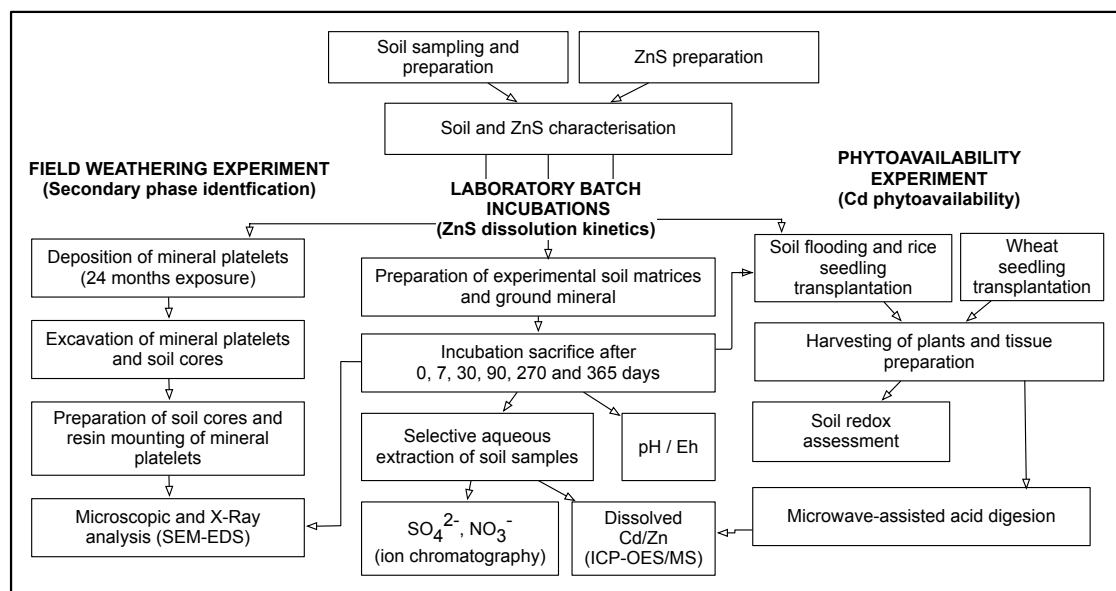 Soil sampling and
preparation
ZnS preparation
Soil and ZnS characterisation
FIELD WEATHERING EXPERIMENT
(Secondary phase identfication)
LABORATORY BATCH
INCUBATIONS
(ZnS dissolution kinetics)
PHYTOAVAILABILITY
EXPERIMENT
(Cd phytoavailability)
Deposition of mineral platelets
(24 months exposure)
Excavation of mineral platelets
and soil cores
Preparation of soil cores and
resin mounting of mineral
platelets
Microscopic and X-Ray
analysis (SEM-EDS)
Preparation of experimental soil matrices
and ground mineral
Incubation sacrifice after
0, 7, 30, 90, 270 and 365 days
Selective aqueous
extraction of soil samples
pH / Eh
SO4^2-, NO3^-
(ion chromatography)
Dissolved
Cd/Zn
(ICP-OES/MS)
Soil flooding and rice
seedling
transplantation
Wheat
seedling
transplantation
Harvesting of plants and tissue
preparation
Soil redox
assessment
Microwave-assisted acid digesion